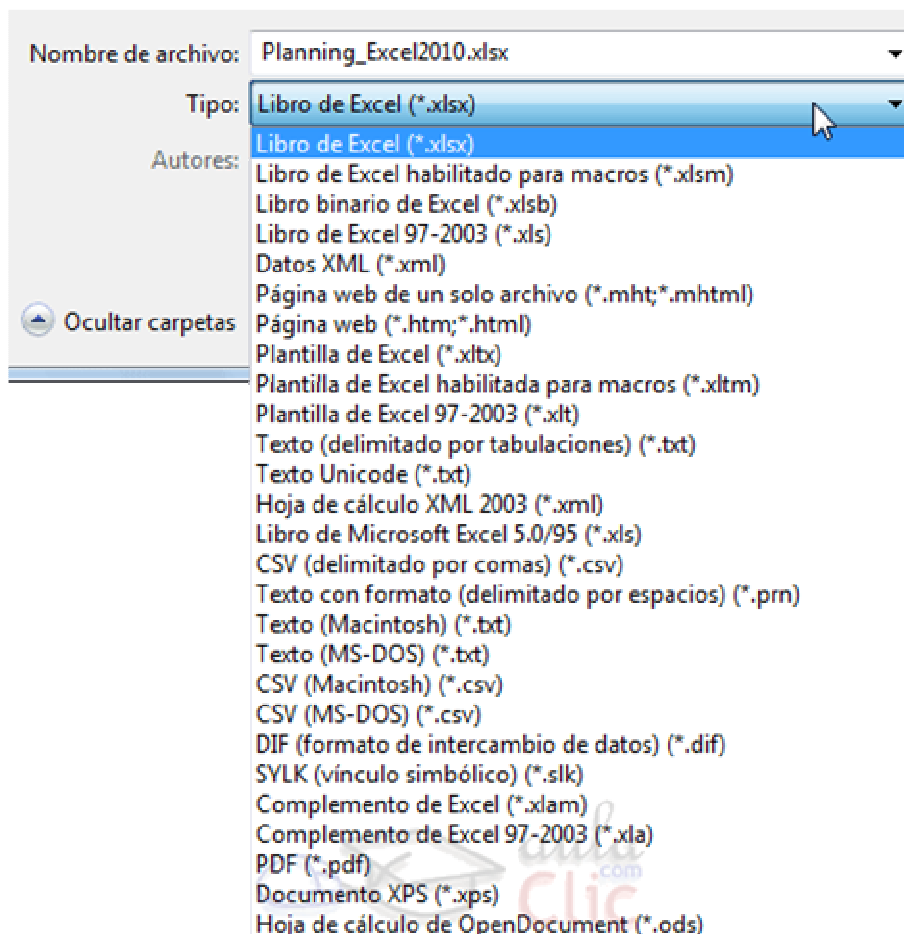 Nombre de archivo: Planning_Excel2010.xlsx
Tipo: Libro de Excel (*.xlsx)
Autores:
Libro de Excel (*.xlsx)
Libro de Excel habilitado para macros (*.xlsm)
Libro binario de Excel (*.xlsb)
Libro de Excel 97-2003 (*.xls)
Datos XML (*.xml)
Página web de un solo archivo (*.mht;*.mhtml)
Ocultar carpetas
Página web (*.htm;*.html)
Plantilla de Excel (*.xltx)
Plantilla de Excel habilitada para macros (*.xltm)
Plantilla de Excel 97-2003 (*.xlt)
Texto (delimitado por tabulaciones) (*.txt)
Texto Unicode (*.txt)
Hoja de cálculo XML 2003 (*.xml)
Libro de Microsoft Excel 5.0/95 (*.xls)
CSV (delimitado por comas) (*.csv)
Texto con formato (delimitado por espacios) (*.prn)
Texto (Macintosh) (*.txt)
Texto (MS-DOS) (*.txt)
CSV (Macintosh) (*.csv)
CSV (MS-DOS) (*.csv)
DIF (formato de intercambio de datos) (*.dif)
SYLK (vínculo simbólico) (*.slk)
Complemento de Excel (*.xlam)
Complemento de Excel 97-2003 (*.xla)
PDF (*.pdf)
Documento XPS (*.xps)
Hoja de cálculo de OpenDocument (*.ods)
aula
.com
Clic